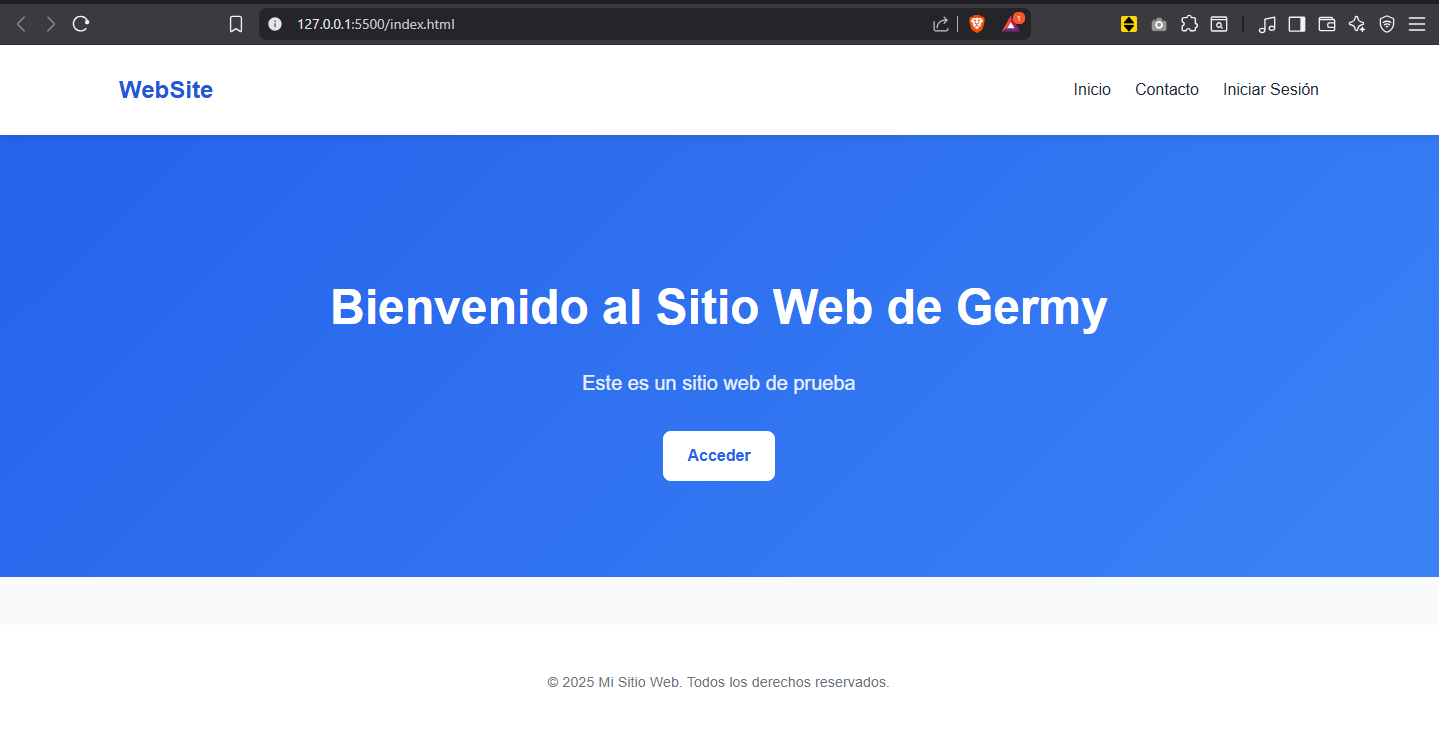 127.0.0.1:5500/index.html
1
WebSite
Inicio Contacto Iniciar Sesión
Bienvenido al Sitio Web de Germy
Este es un sitio web de prueba
Acceder
© 2025 Mi Sitio Web. Todos los derechos reservados.